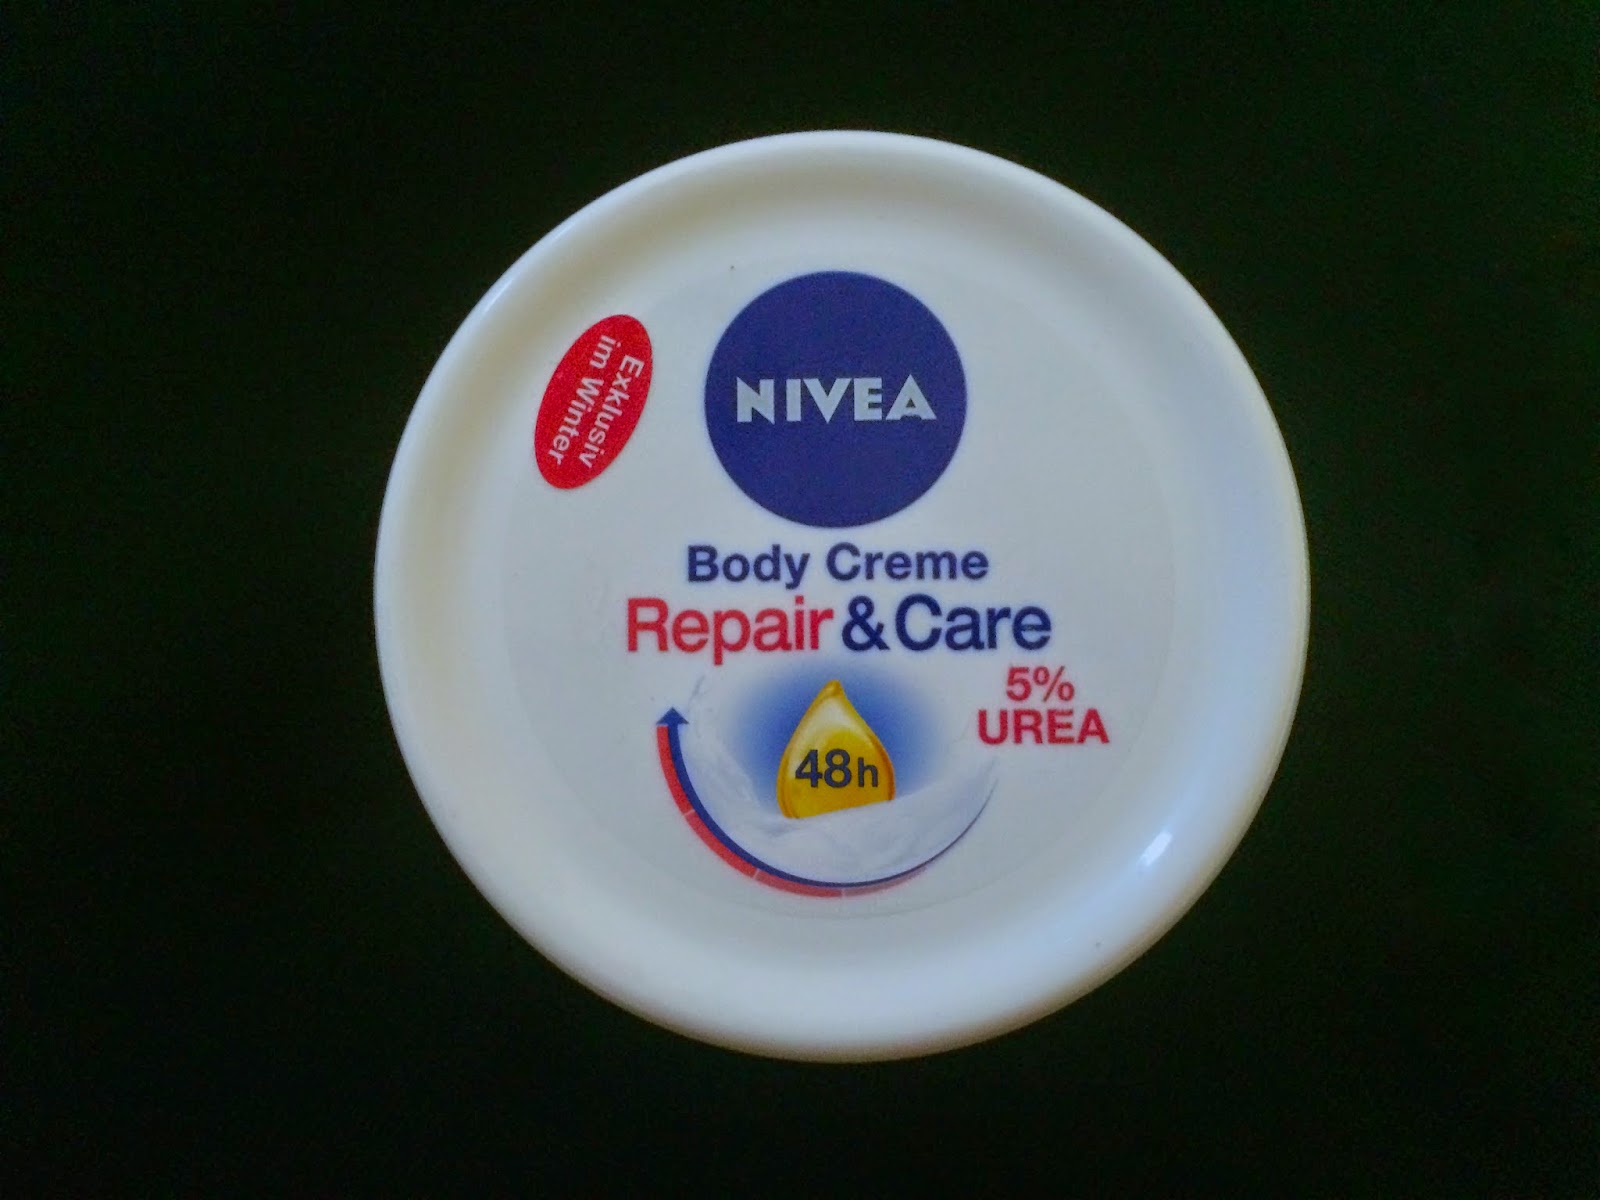 NIVEA
Exklusiv
im Winter
Body Creme
Repair & Care
5%
UREA
48h